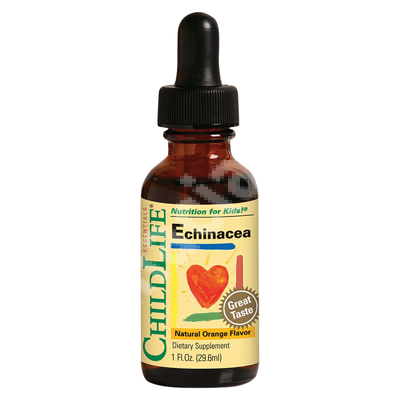 Nutrition for Kids!®
ESSENTIALS
CHILDLIFE®
Echinacea
Great
Taste
Natural Orange Flavor
Dietary Supplement
1 Fl.Oz. (29.6ml)